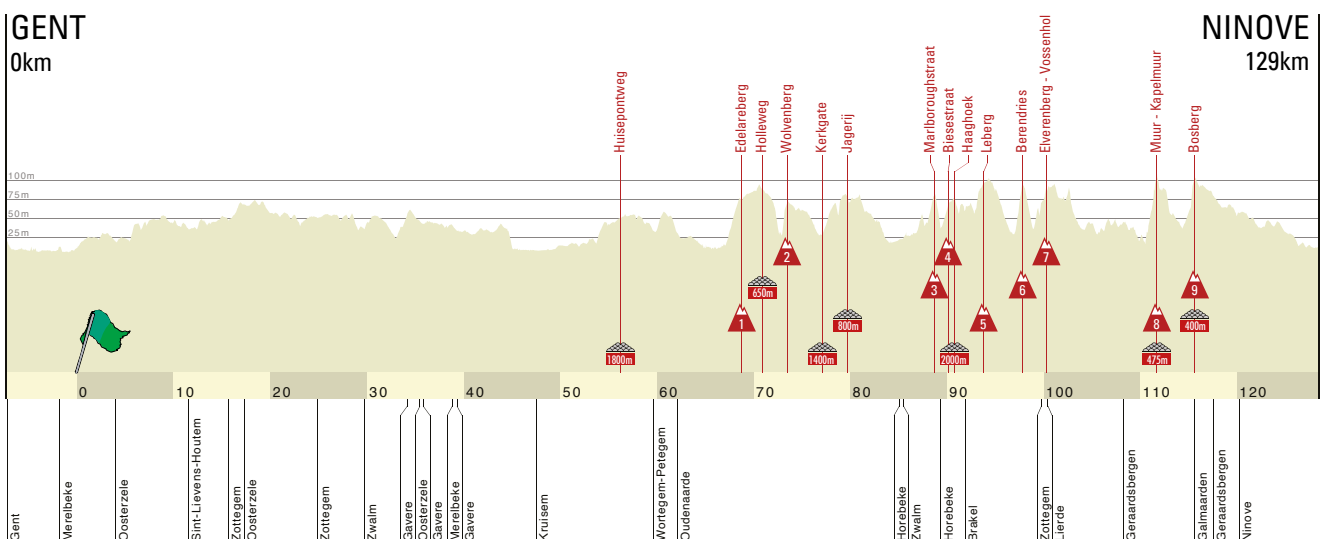 GENT
0km
NINOVE
129km
Huisepontweg
Edelareberg
Holleweg
Wolvenberg
Kerkgate
Jagerij
Marlboroughstraat
Biesestraat
Haaghoek
Leberg
Berendries
Elverenberg - Vossenhol
Muur - Kapelmuur
Bosberg
100m
75m
50m
25m
2
4
7
650m
3
6
9
1
800m
5
8
400m
1800m
1400m
2000m
475m
0 10 20 30 40 50 60 70 80 90 100 110 120
Gent
Merelbeke
Oosterzele
Sint-Lievens-Houtem
Zottegem
Oosterzele
Zottegem
Zwalm
Gavere
Oosterzele
Gavere
Merelbeke
Gavere
Kruisem
Wortegem-Petegem
Oudenaarde
Horebeke
Zwalm
Horebeke
Brakel
Zottegem
Lierde
Geraardsbergen
Galmaarden
Geraardsbergen
Ninove